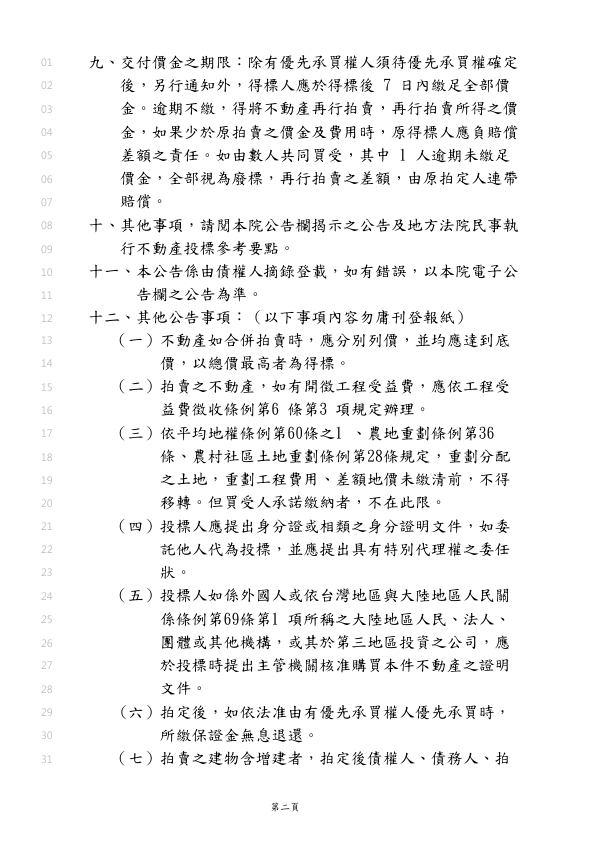 01 九、交付價金之期限：除有優先承買權人須待優先承買權確定
02 後，另行通知外，得標人應於得標後 7 日內繳足全部價
03 金。逾期不繳，得將不動產再行拍賣，再行拍賣所得之價
04 金，如果少於原拍賣之價金及費用時，原得標人應負賠償
05 差額之責任。如由數人共同買受，其中 1 人逾期未繳足
06 價金，全部視為廢標，再行拍賣之差額，由原拍定人連帶
07 賠償。
08 十、其他事項，請閱本院公告欄揭示之公告及地方法院民事執
09 行不動產投標參考要點。
10 十一、本公告係由債權人摘錄登載，如有錯誤，以本院電子公
11 告欄之公告為準。
12 十二、其他公告事項：（以下事項內容勿庸刊登報紙）
13 （一）不動產如合併拍賣時，應分別列價，並均應達到底
14 價，以總價最高者為得標。
15 （二）拍賣之不動產，如有開徵工程受益費，應依工程受
16 益費徵收條例第6 條第3 項規定辦理。
17 （三）依平均地權條例第60條之1 、農地重劃條例第36
18 條、農村社區土地重劃條例第28條規定，重劃分配
19 之土地，重劃工程費用、差額地價未繳清前，不得
20 移轉。但買受人承諾繳納者，不在此限。
21 （四）投標人應提出身分證或相類之身分證明文件，如委
22 託他人代為投標，並應提出具有特別代理權之委任
23 狀。
24 （五）投標人如係外國人或依台灣地區與大陸地區人民關
25 係條例第69條第1 項所稱之大陸地區人民、法人、
26 團體或其他機構，或其於第三地區投資之公司，應
27 於投標時提出主管機關核准購買本件不動產之證明
28 文件。
29 （六）拍定後，如依法准由有優先承買權人優先承買時，
30 所繳保證金無息退還。
31 （七）拍賣之建物含增建者，拍定後債權人、債務人、拍
第二頁